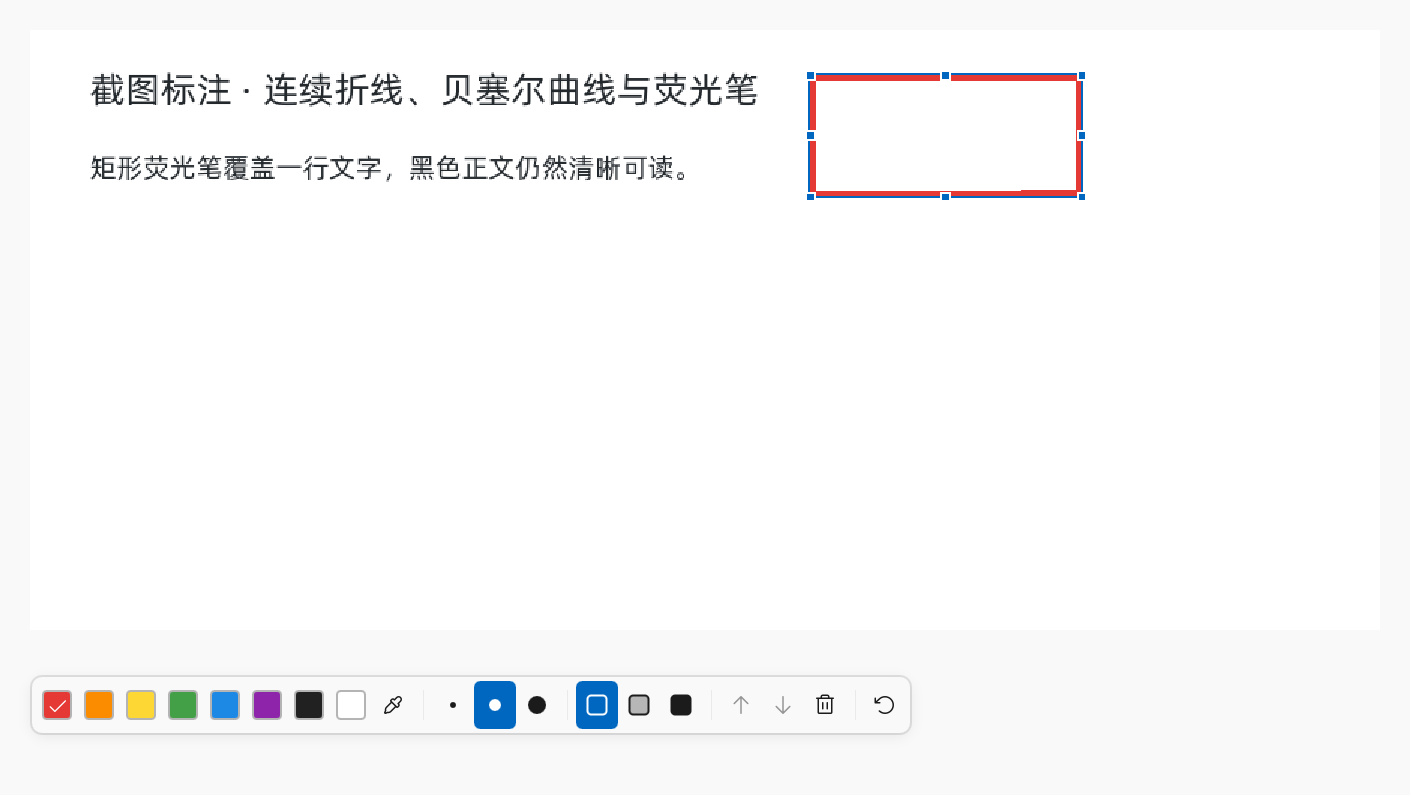 截图标注 · 连续折线、贝塞尔曲线与荧光笔
矩形荧光笔覆盖一行文字，黑色正文仍然清晰可读。